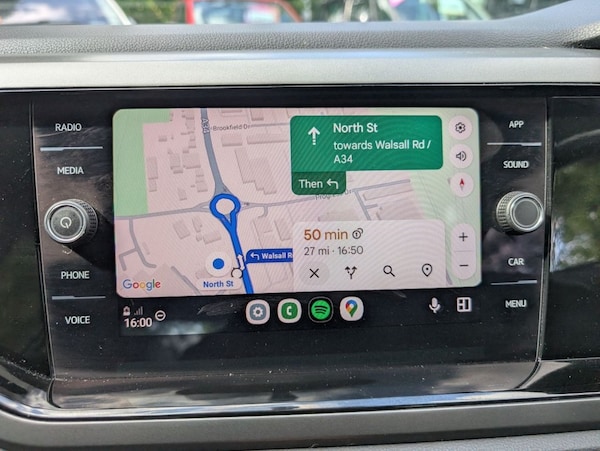 RADIO
MEDIA
PHONE
VOICE
Brookfield Dr
North St
towards Walsall Rd /
A34
Then
50 min
27 mi · 16:50
Walsall R
North St
Google
16:00
APP
SOUND
CAR
MENU